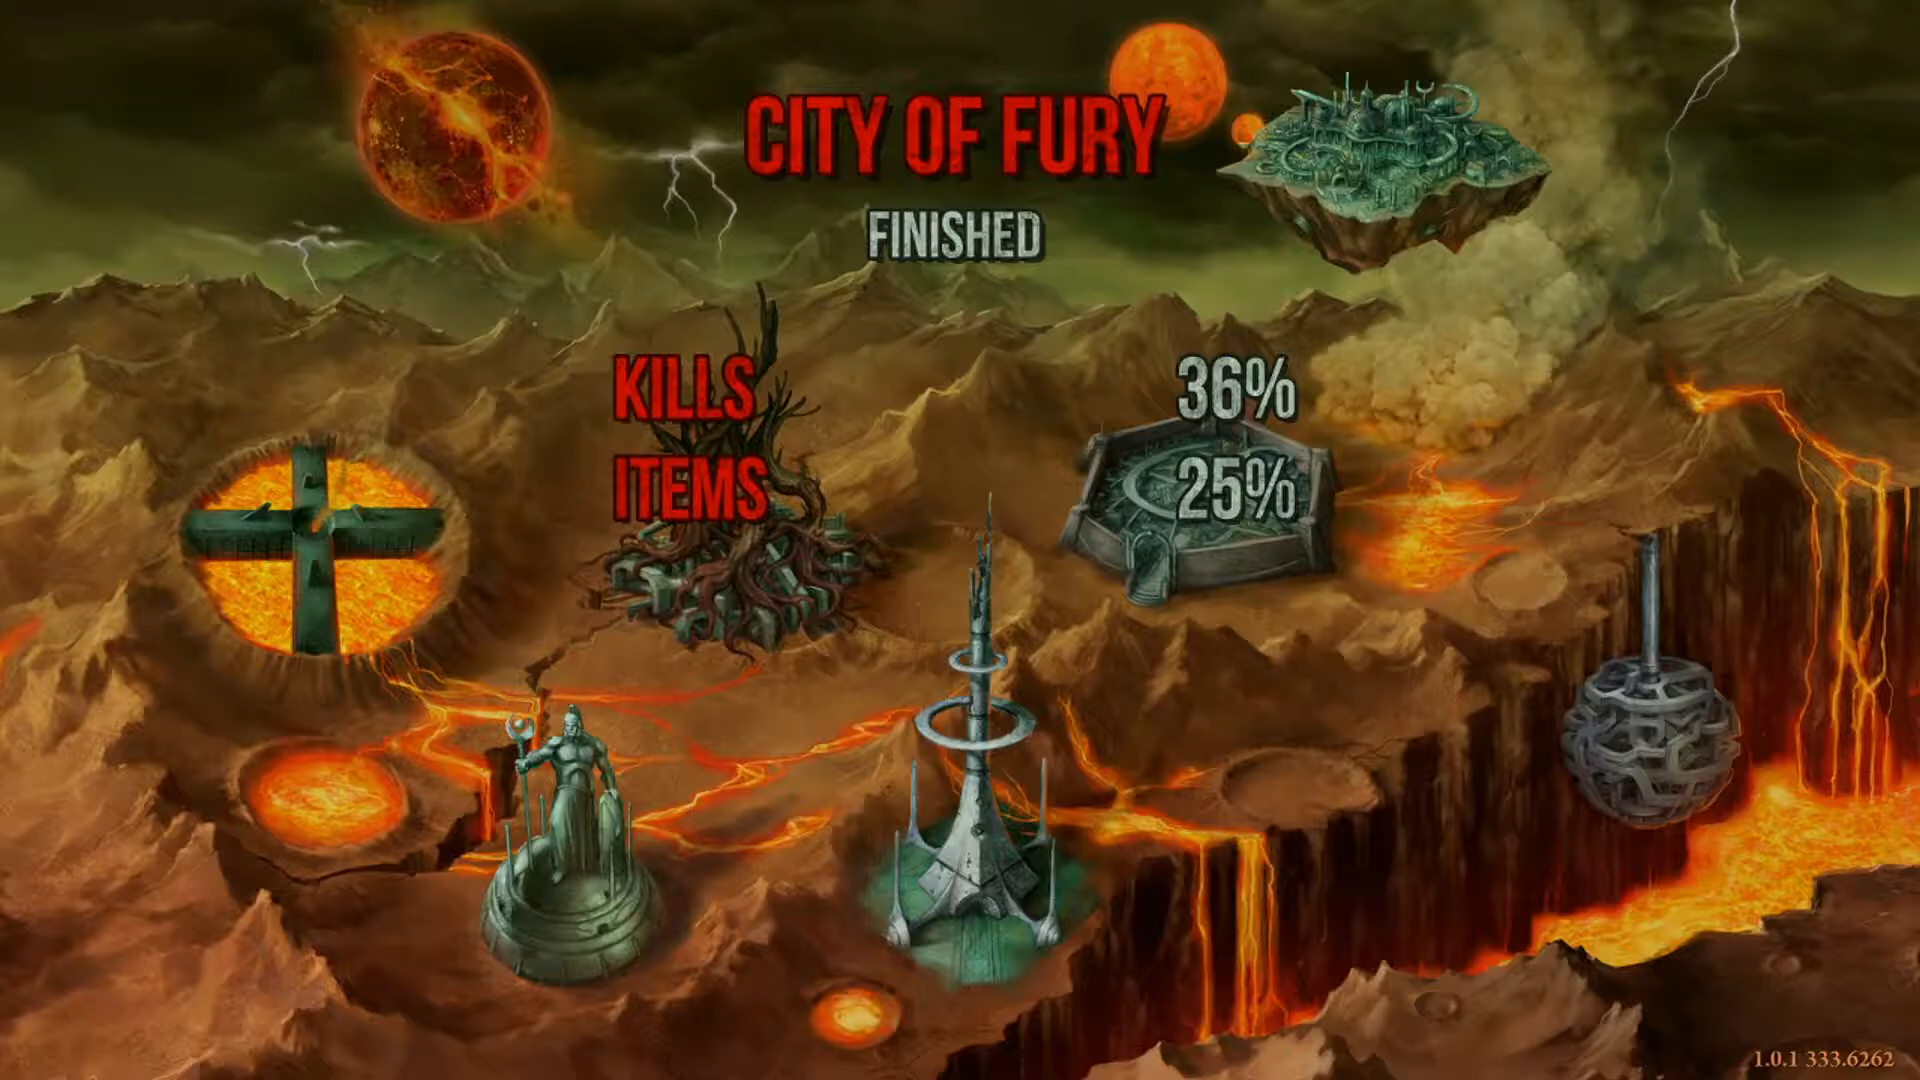 CITY OF FURY
FINISHED
KILLS 36%
ITEMS 25%
1.0.1 333.6262